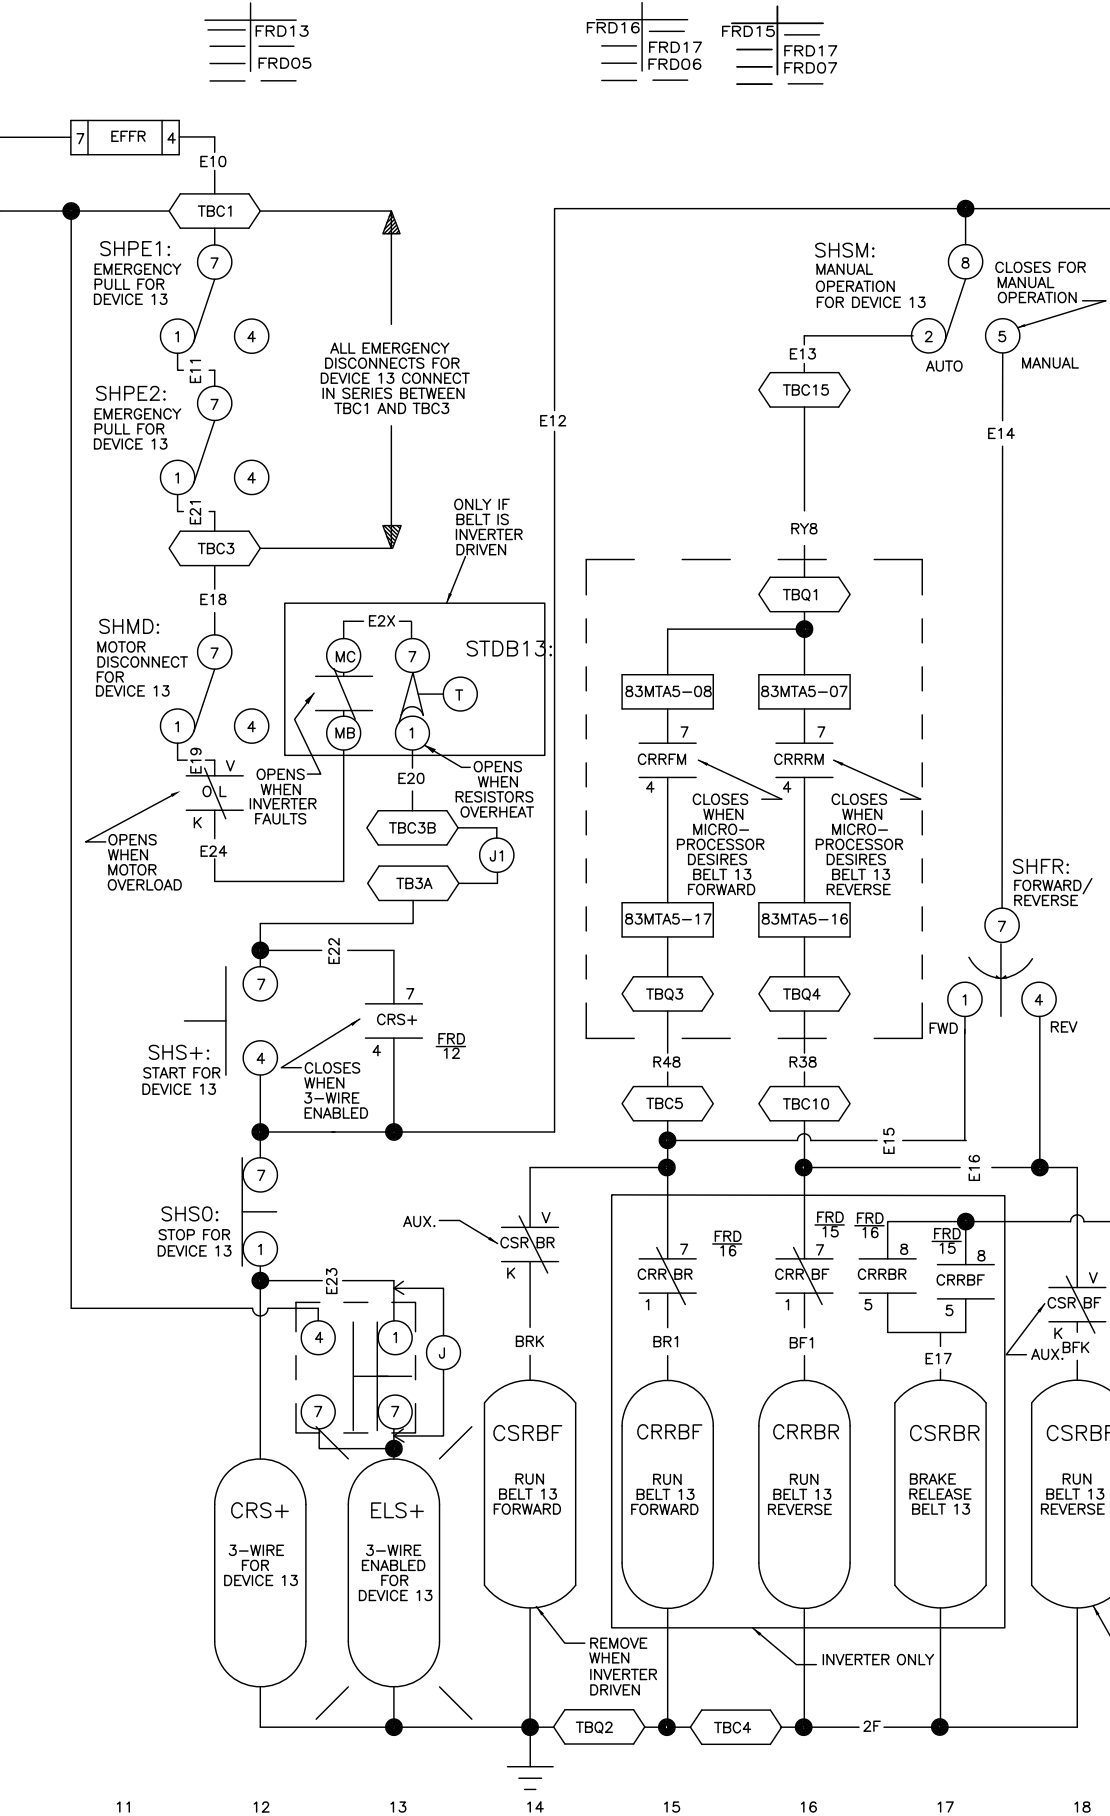 FRD13
FRD05
FRD16
FRD17
FRD06
FRD15
FRD17
FRD07
7
EFFR
4
E10
TBC1
SHPE1:
EMERGENCY
PULL FOR
DEVICE 13
7
1
4
E11
SHPE2:
EMERGENCY
PULL FOR
DEVICE 13
7
1
4
E21
TBC3
ALL EMERGENCY
DISCONNECTS FOR
DEVICE 13 CONNECT
IN SERIES BETWEEN
TBC1 AND TBC3
E12
SHSM:
MANUAL
OPERATION
FOR DEVICE 13
8
CLOSES FOR
MANUAL
OPERATION
2
5
AUTO
MANUAL
E13
TBC15
E14
RY8
ONLY IF
BELT IS
INVERTER
DRIVEN
E18
SHMD:
MOTOR
DISCONNECT
FOR
DEVICE 13
7
1
4
E19
V
OL
K
E24
OPENS
WHEN
MOTOR
OVERLOAD
E2X
MC
7
STDB13:
T
MB
1
OPENS
WHEN
INVERTER
FAULTS
E20
OPENS
WHEN
RESISTORS
OVERHEAT
TBC3B
J1
TB3A
TBQ1
83MTA5-08
83MTA5-07
7
CRRFM
4
7
CRRRM
4
CLOSES
WHEN
MICRO-
PROCESSOR
DESIRES
BELT 13
FORWARD
CLOSES
WHEN
MICRO-
PROCESSOR
DESIRES
BELT 13
REVERSE
83MTA5-17
83MTA5-16
TBQ3
TBQ4
SHFR:
FORWARD/
REVERSE
7
1
4
FWD
REV
E22
7
7
CRS+
4
FRD
12
SHS+:
START FOR
DEVICE 13
4
CLOSES
WHEN
3-WIRE
ENABLED
R48
R38
TBC5
TBC10
E15
E16
7
SHS0:
STOP FOR
DEVICE 13
1
E23
4
1
J
7
7
AUX.
V
CSRBR
K
BRK
7
CRRBR
1
FRD
16
BR1
7
CRRBF
1
FRD
15
BF1
FRD
16
8
CRRBR
5
FRD
15
8
CRRBF
5
E17
V
CSRBF
K
AUX.
BFK
CRS+
3-WIRE
FOR
DEVICE 13
ELS+
3-WIRE
ENABLED
FOR
DEVICE 13
CSRBF
RUN
BELT 13
FORWARD
CRRBF
RUN
BELT 13
FORWARD
CRRBR
RUN
BELT 13
REVERSE
CSRBR
BRAKE
RELEASE
BELT 13
CSRBF
RUN
BELT 13
REVERSE
REMOVE
WHEN
INVERTER
DRIVEN
INVERTER ONLY
TBQ2
TBC4
2F
11
12
13
14
15
16
17
18